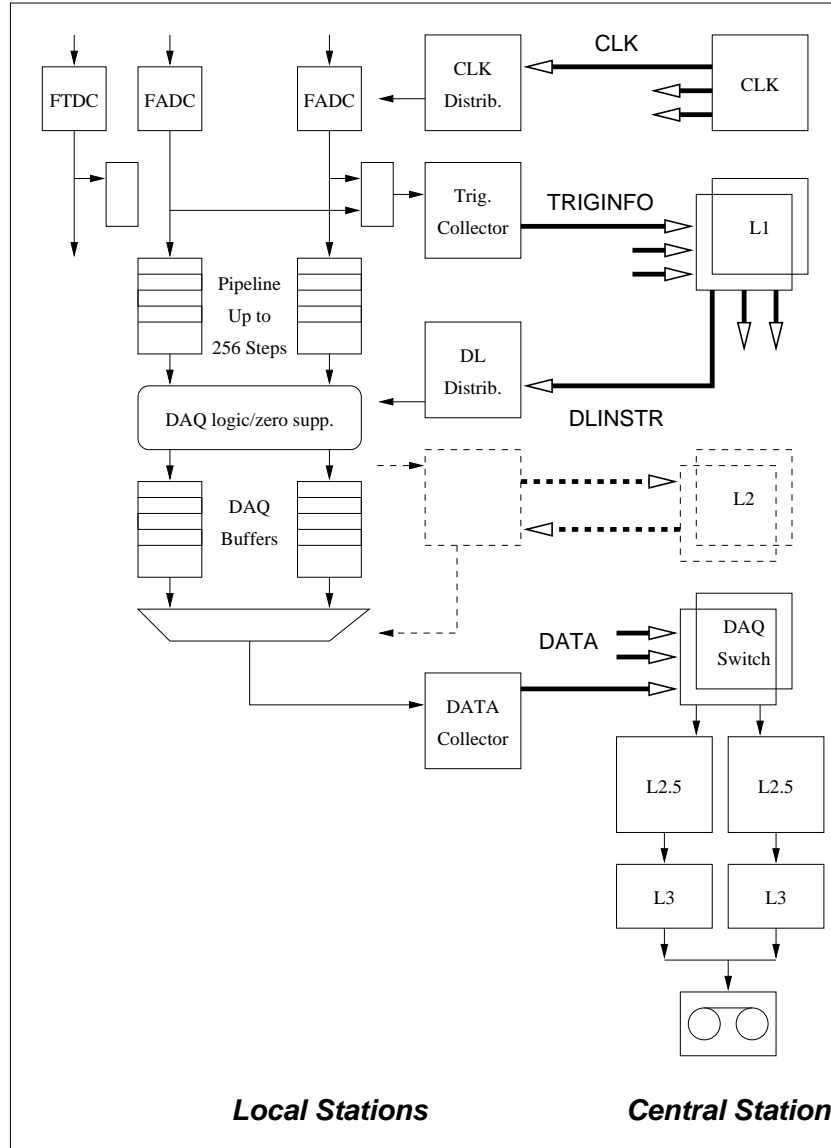 CLK
FTDC
FADC
FADC
CLK
Distrib.
CLK
Trig.
Collector
TRIGINFO
L1
Pipeline
Up to
256 Steps
DL
Distrib.
DAQ logic/zero supp.
DLINSTR
DAQ
Buffers
L2
DATA
DAQ
Switch
DATA
Collector
L2.5
L2.5
L3
L3
Local Stations
Central Station